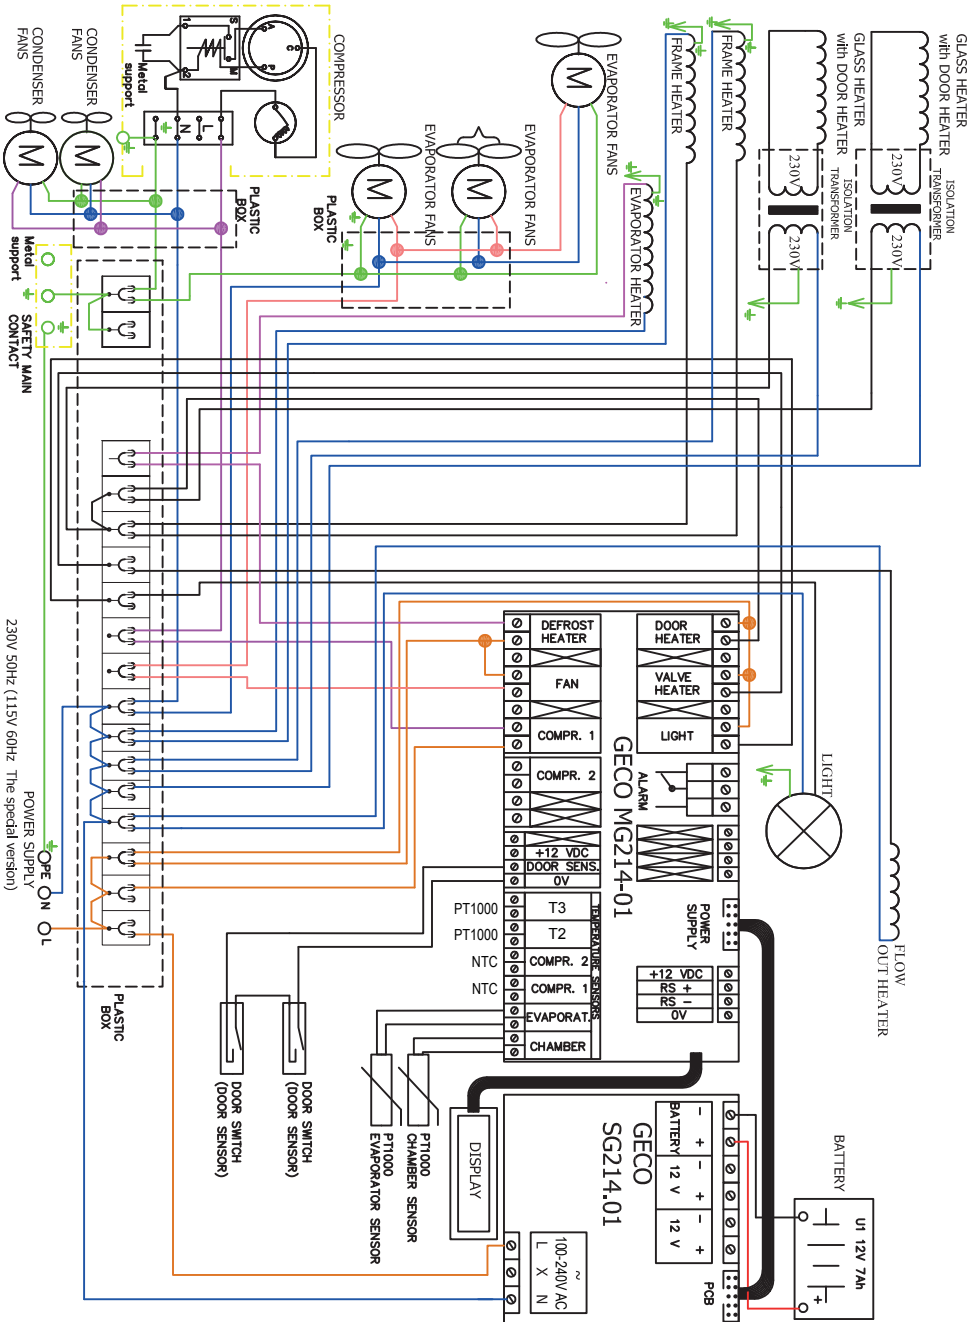 GLASS HEATER
with DOOR HEATER
GLASS HEATER
with DOOR HEATER
ISOLATION
TRANSFORMER
230V
230V
ISOLATION
TRANSFORMER
230V
230V
FRAME HEATER
FRAME HEATER
EVAPORATOR FANS
M
EVAPORATOR FANS
M
EVAPORATOR FANS
M
EVAPORATOR HEATER
PLASTIC
BOX
COMPRESSOR
S
A
C
P
M
1
2
Metal
support
N
L
CONDENSER
FANS
M
CONDENSER
FANS
M
PLASTIC
BOX
Metal
support
SAFETY MAIN
CONTACT
230V 50Hz (115V 60Hz The special version)
POWER SUPPLY
PE
N
L
PLASTIC
BOX
DEFROST
HEATER
FAN
COMPR. 1
COMPR. 2
+12 VDC
DOOR SENS.
0V
PT1000
T3
PT1000
T2
NTC
COMPR. 2
NTC
COMPR. 1
EVAPORAT.
CHAMBER
TEMPERATURE SENSORS
GECO MG214-01
DOOR
HEATER
VALVE
HEATER
LIGHT
ALARM
POWER
SUPPLY
+12 VDC
RS +
RS -
0V
LIGHT
FLOW
OUT HEATER
DOOR SWITCH
(DOOR SENSOR)
DOOR SWITCH
(DOOR SENSOR)
PT1000
CHAMBER SENSOR
PT1000
EVAPORATOR SENSOR
DISPLAY
GECO
SG214.01
BATTERY
-
+
12 V
-
+
12 V
-
+
PCB
~
100-240V AC
L X N
BATTERY
U1 12V 7Ah
+